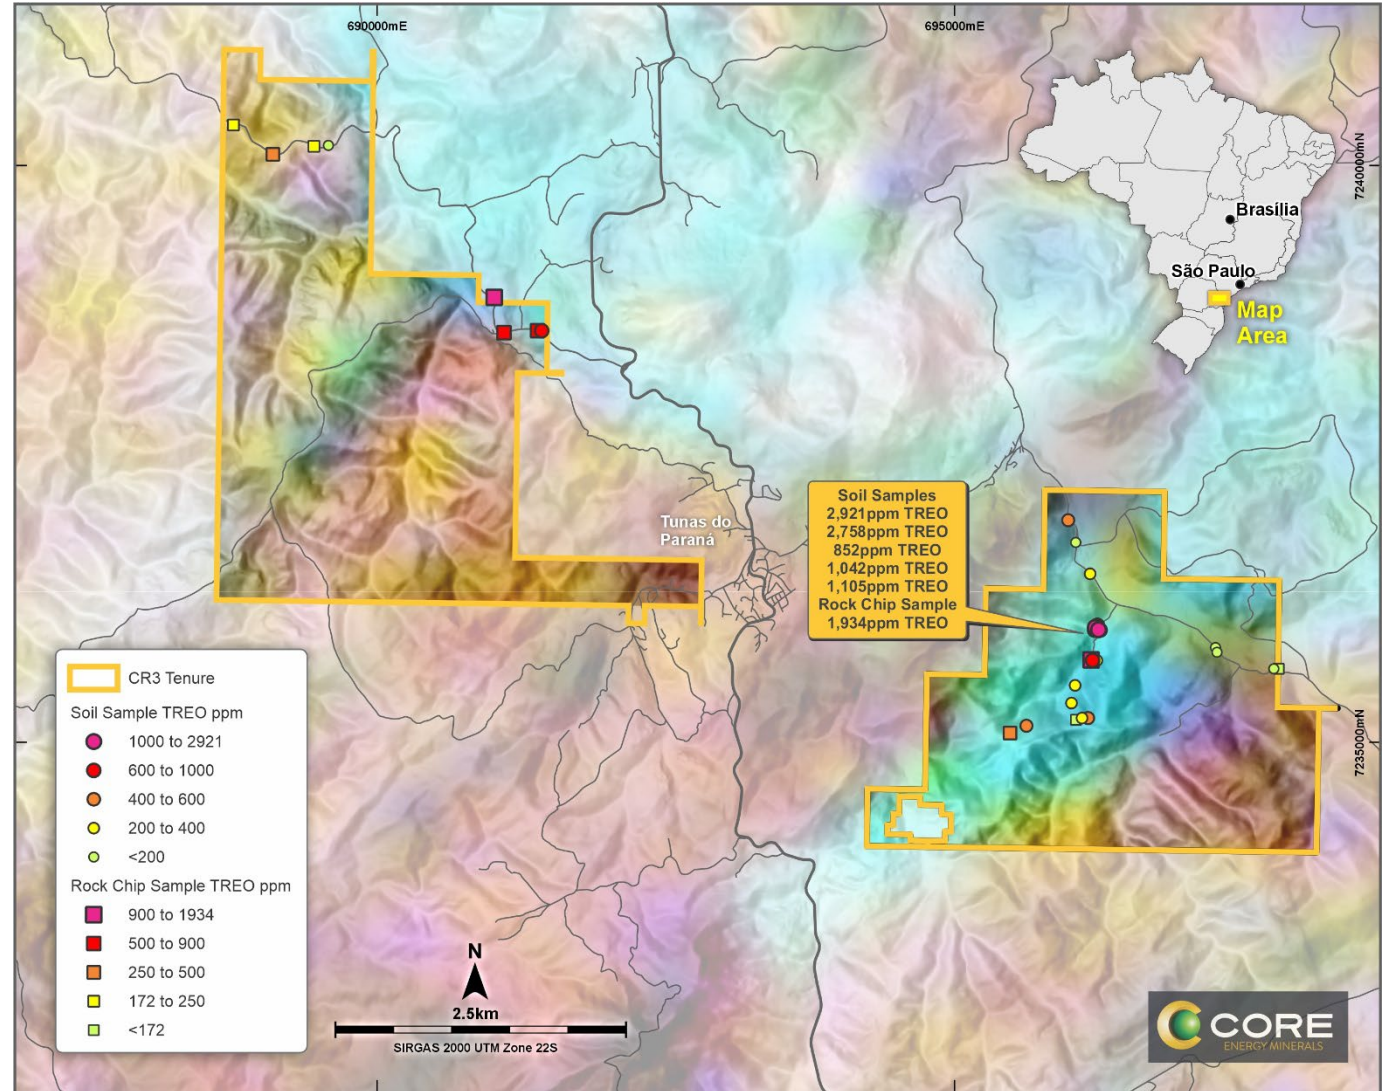 690000mE
695000mE
7240000mN
Brasília
São Paulo
Map
Area
Tunas do
Paraná
Soil Samples
2,921ppm TREO
2,758ppm TREO
852ppm TREO
1,042ppm TREO
1,105ppm TREO
Rock Chip Sample
1,934ppm TREO
7235000mN
CR3 Tenure
Soil Sample TREO ppm
1000 to 2921
600 to 1000
400 to 600
200 to 400
<200
Rock Chip Sample TREO ppm
900 to 1934
500 to 900
250 to 500
172 to 250
<172
N
2.5km
SIRGAS 2000 UTM Zone 22S
CORE
ENERGY MINERALS